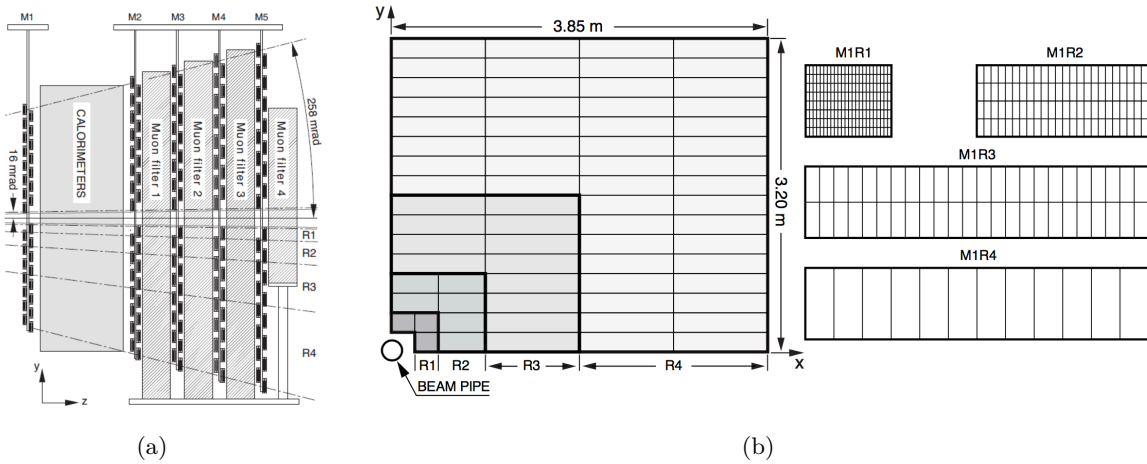 M1
M2
M3
M4
M5
CALORIMETERS
Muon filter 1
Muon filter 2
Muon filter 3
Muon filter 4
258 mrad
16 mrad
R1
R2
R3
R4
y
z
(a)
y
3.85 m
3.20 m
R1
R2
R3
R4
x
BEAM PIPE
M1R1
M1R2
M1R3
M1R4
(b)